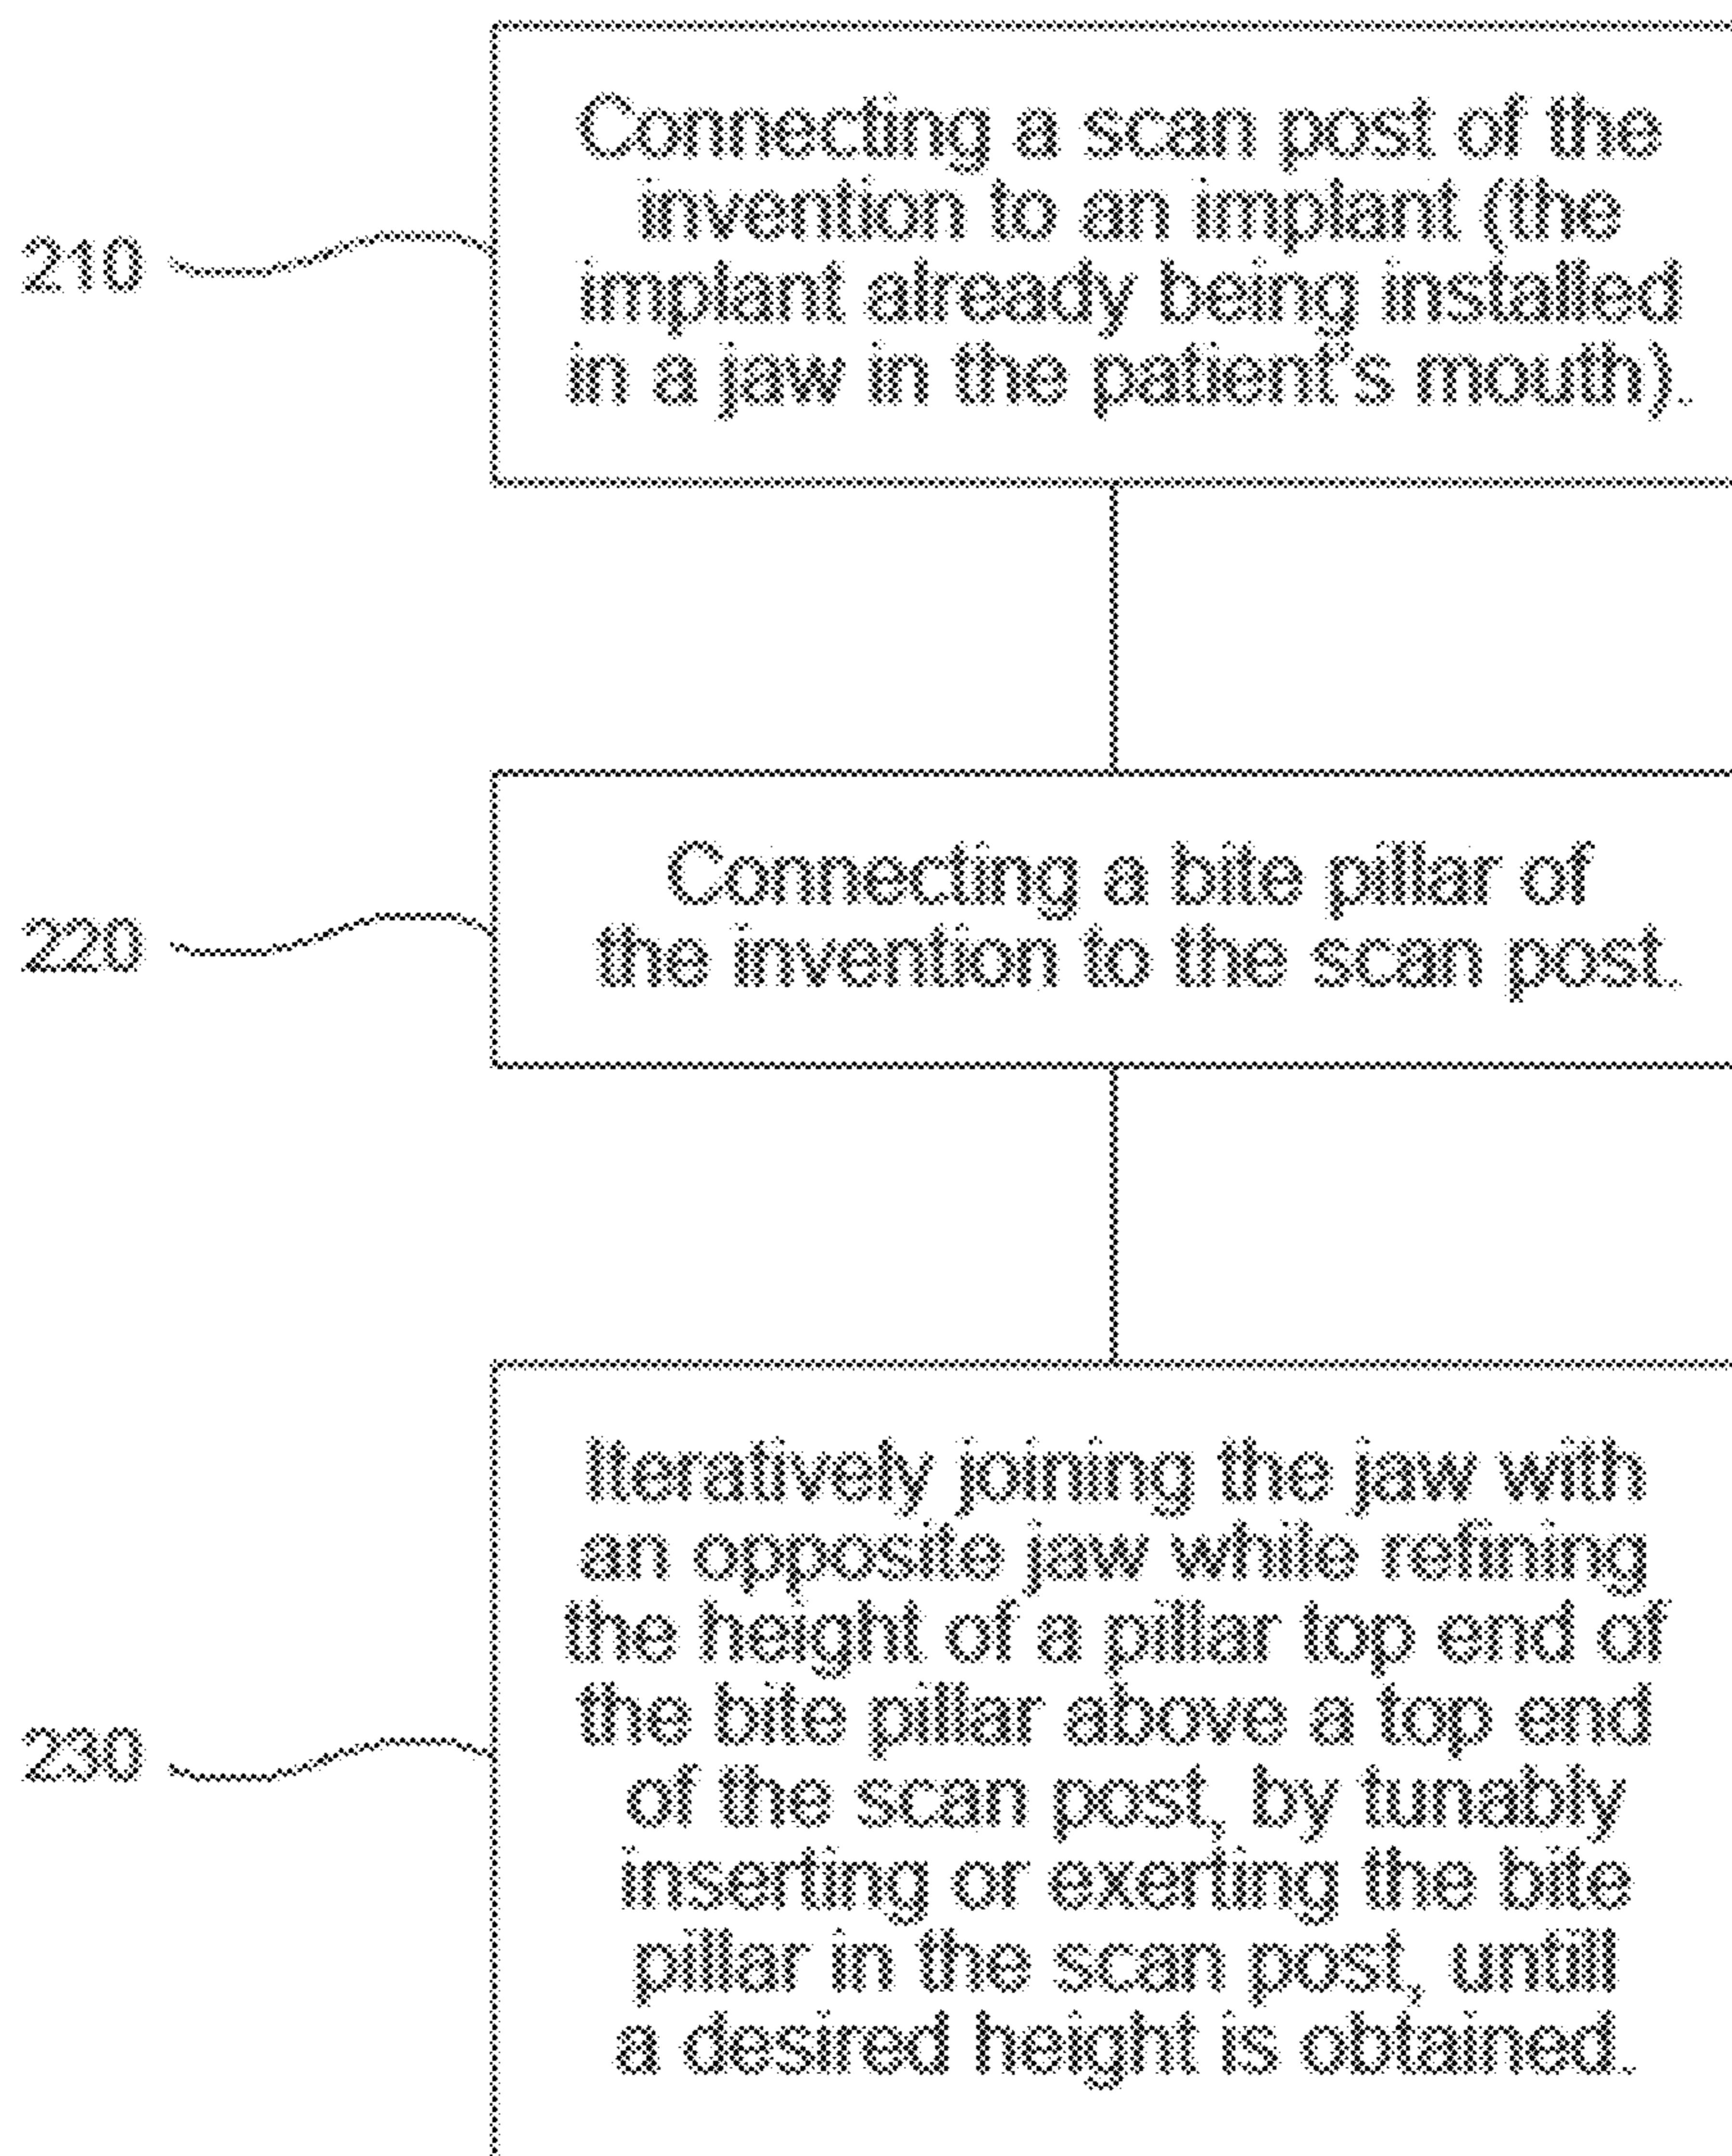 Connecting a scan post of the
invention to an implant (the
210
implant already being installed
in a jaw in the patient's mouth).
Connecting a bite pillar of
220
the invention to the scan post.
Iteratively joining the jaw with
an opposite jaw while refining
the height of a pillar top end of
the bite pillar above a top end
230
of the scan post, by tunably
inserting or exerting the bite
pillar in the scan post, untill
a desired height is obtained.